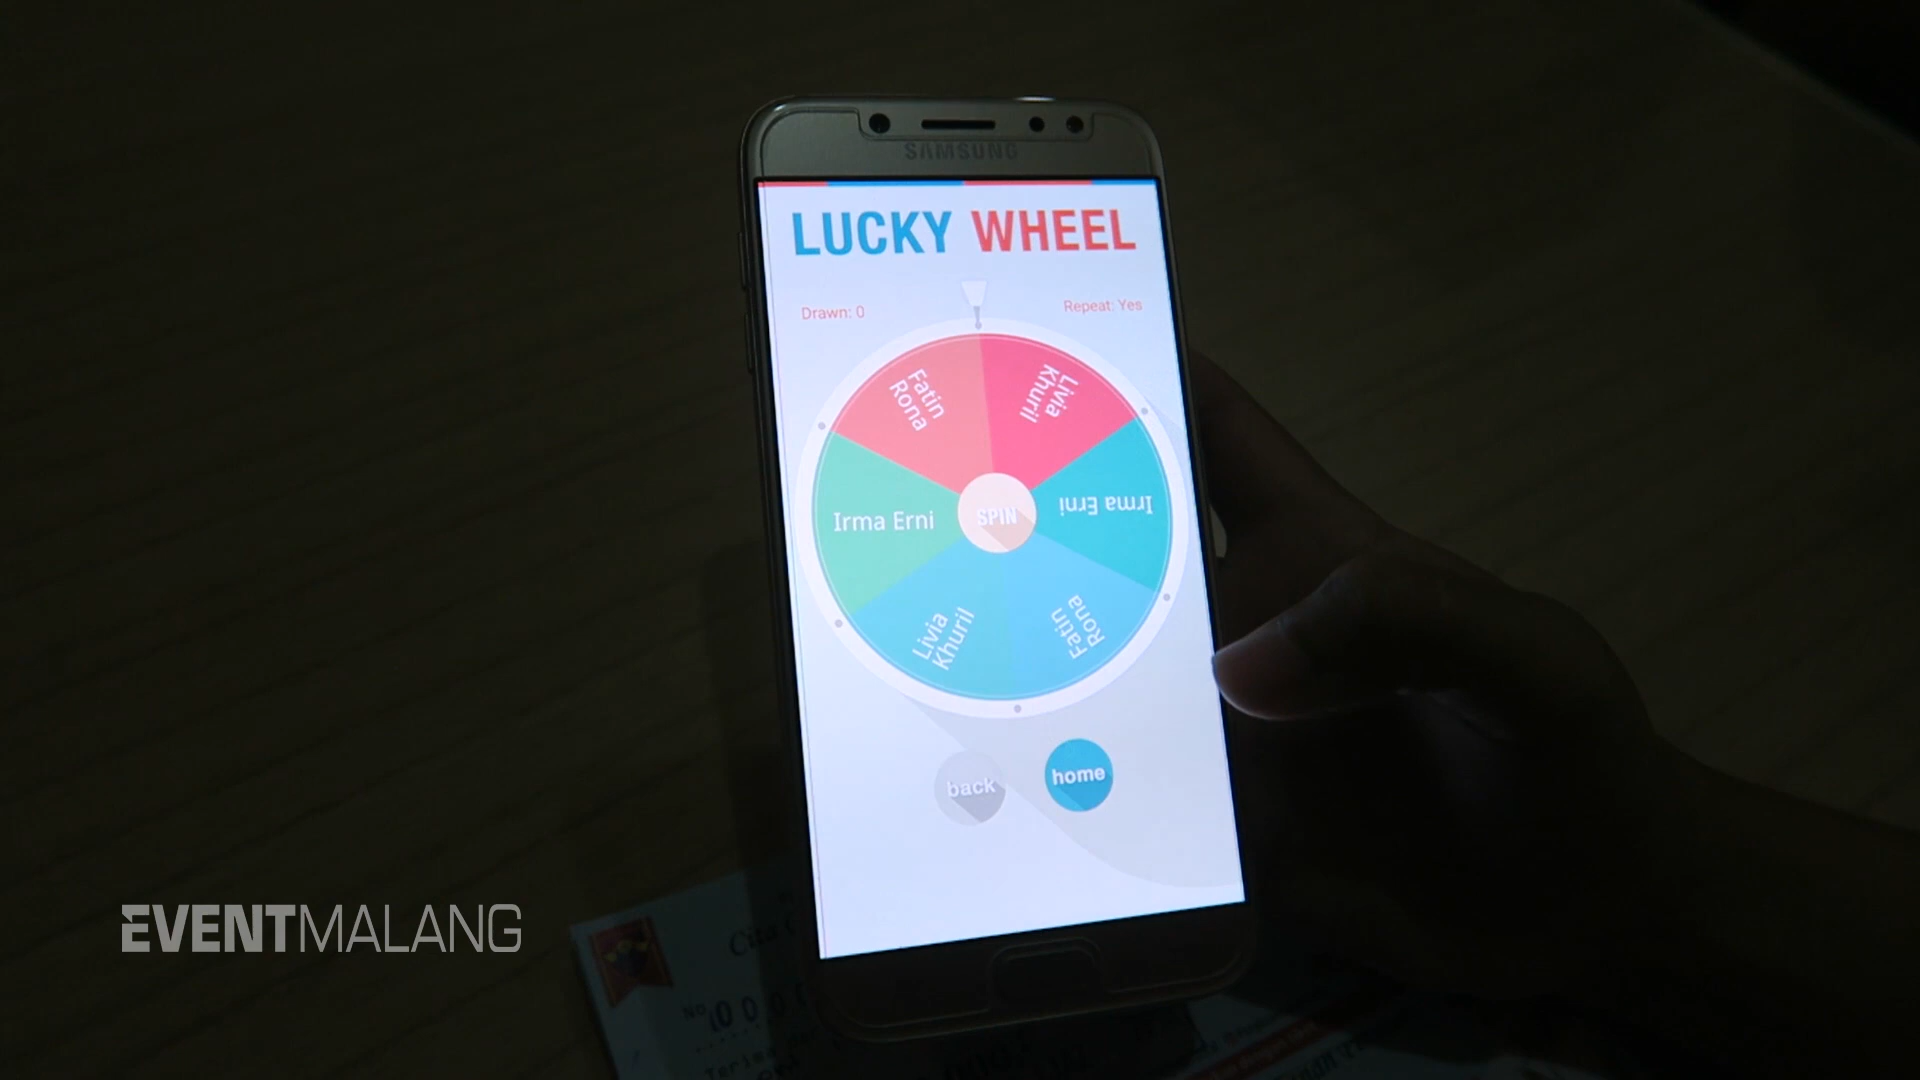 SAMSUNG
LUCKY WHEEL
Drawn: 0
Repeat: Yes
Fatin
Rona
Livia
Khuril
Irma Erni
SPIN
Irma Erni
Livia
Khuril
Fatin
Rona
back
home
EVENTMALANG